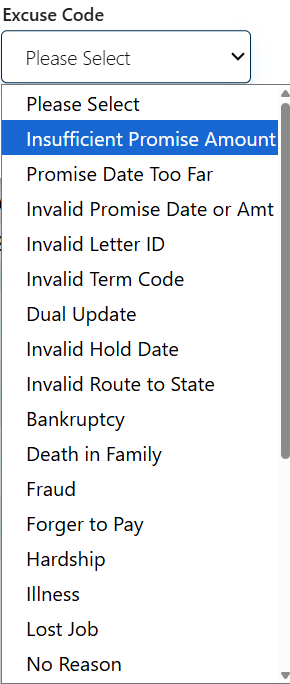 Excuse Code
Please Select
Please Select
Insufficient Promise Amount
Promise Date Too Far
Invalid Promise Date or Amt
Invalid Letter ID
Invalid Term Code
Dual Update
Invalid Hold Date
Invalid Route to State
Bankruptcy
Death in Family
Fraud
Forger to Pay
Hardship
Illness
Lost Job
No Reason